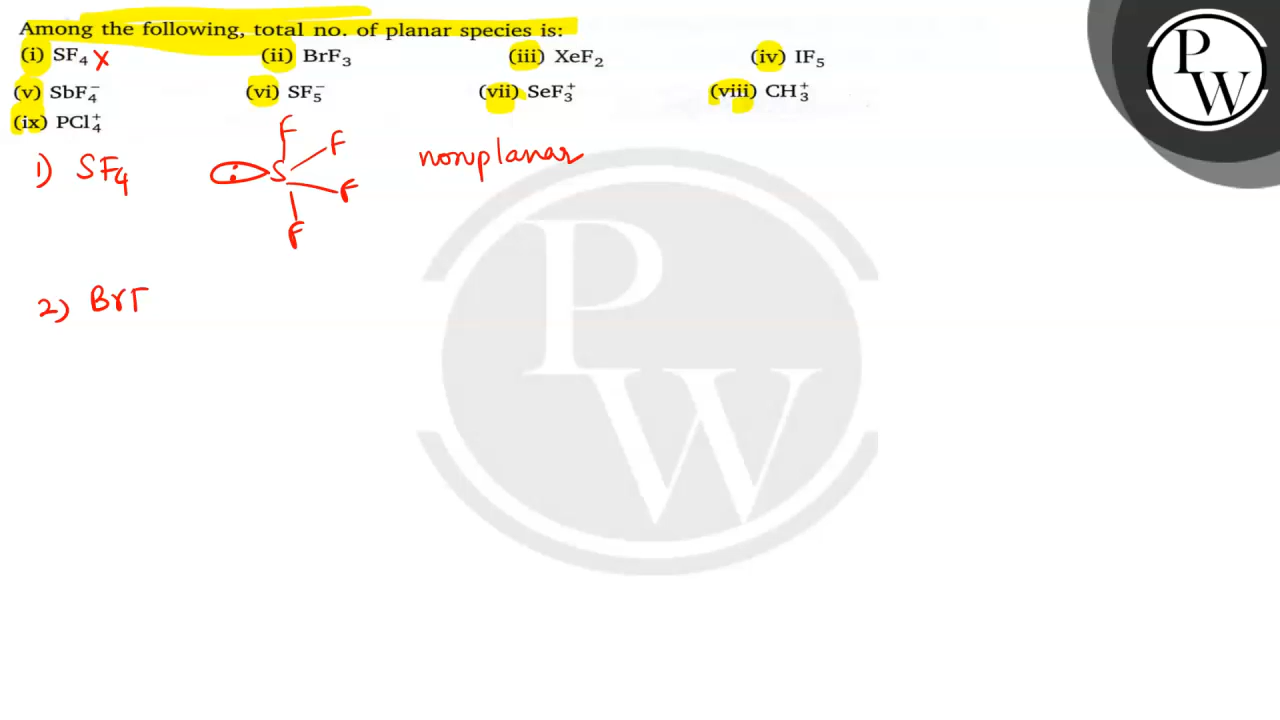 Among the following, total no. of planar species is:
(i) SF₄ x (ii) BrF₃ (iii) XeF₂ (iv) IF₅
(v) SbF₄⁻ (vi) SF₅⁻ (vii) SeF₃⁺ (viii) CH₃⁺
(ix) PCl₄⁺
1) SF₄ F F S F F nonplanar
2) BrF
P W
PW